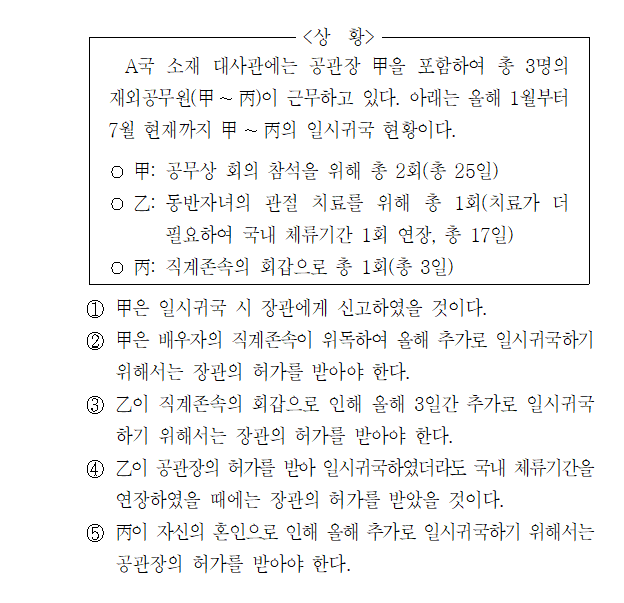 <상 황>
A국 소재 대사관에는 공관장 甲을 포함하여 총 3명의
재외공무원(甲 ~ 丙)이 근무하고 있다. 아래는 올해 1월부터
7월 현재까지 甲 ~ 丙의 일시귀국 현황이다.
○ 甲: 공무상 회의 참석을 위해 총 2회(총 25일)
○ 乙: 동반자녀의 관절 치료를 위해 총 1회(치료가 더
필요하여 국내 체류기간 1회 연장, 총 17일)
○ 丙: 직계존속의 회갑으로 총 1회(총 3일)
① 甲은 일시귀국 시 장관에게 신고하였을 것이다.
② 甲은 배우자의 직계존속이 위독하여 올해 추가로 일시귀국하기
위해서는 장관의 허가를 받아야 한다.
③ 乙이 직계존속의 회갑으로 인해 올해 3일간 추가로 일시귀국
하기 위해서는 장관의 허가를 받아야 한다.
④ 乙이 공관장의 허가를 받아 일시귀국하였더라도 국내 체류기간을
연장하였을 때에는 장관의 허가를 받았을 것이다.
⑤ 丙이 자신의 혼인으로 인해 올해 추가로 일시귀국하기 위해서는
공관장의 허가를 받아야 한다.